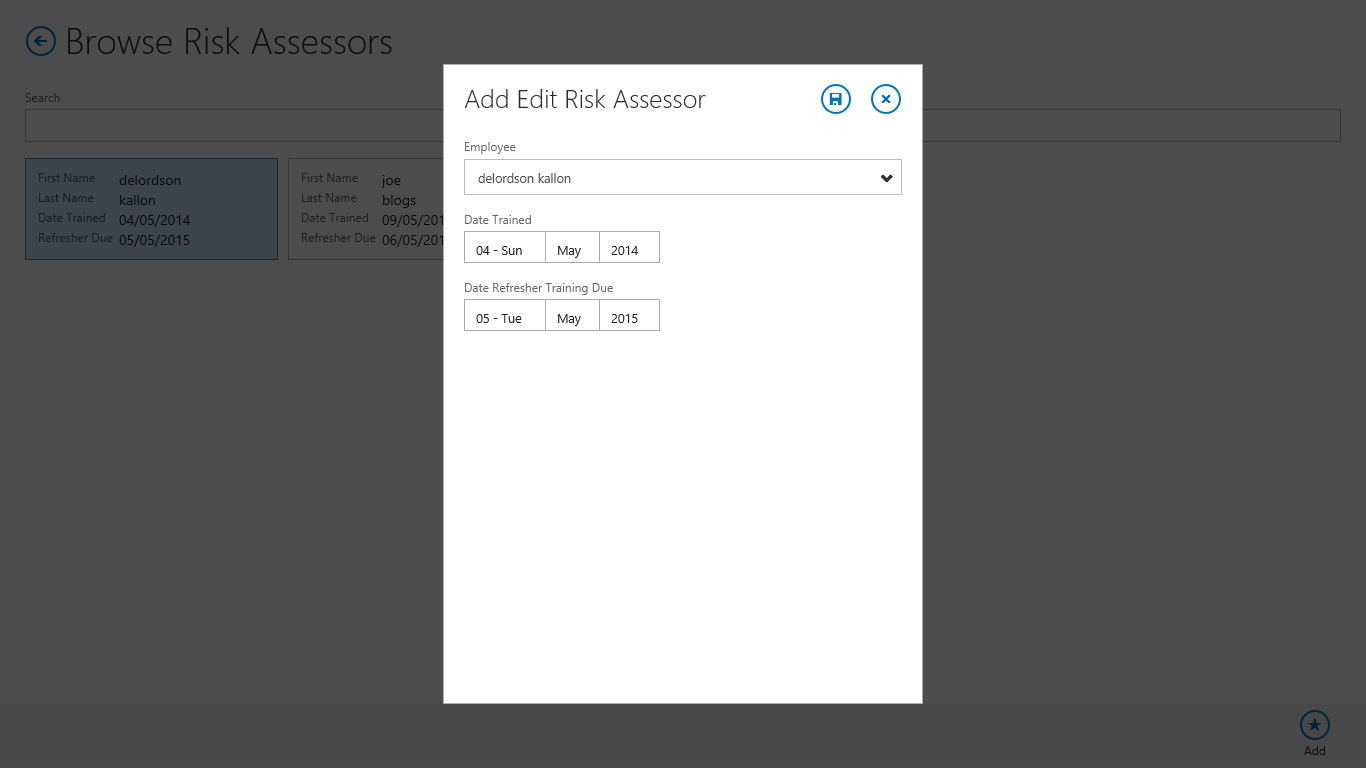 Browse Risk Assessors
Search
First Name delordson
Last Name kallon
Date Trained 04/05/2014
Refresher Due 05/05/2015
First Name joe
Last Name blogs
Date Trained 09/05/201
Refresher Due 06/05/201
Add Edit Risk Assessor
Employee
delordson kallon
Date Trained
04 - Sun May 2014
Date Refresher Training Due
05 - Tue May 2015
Add